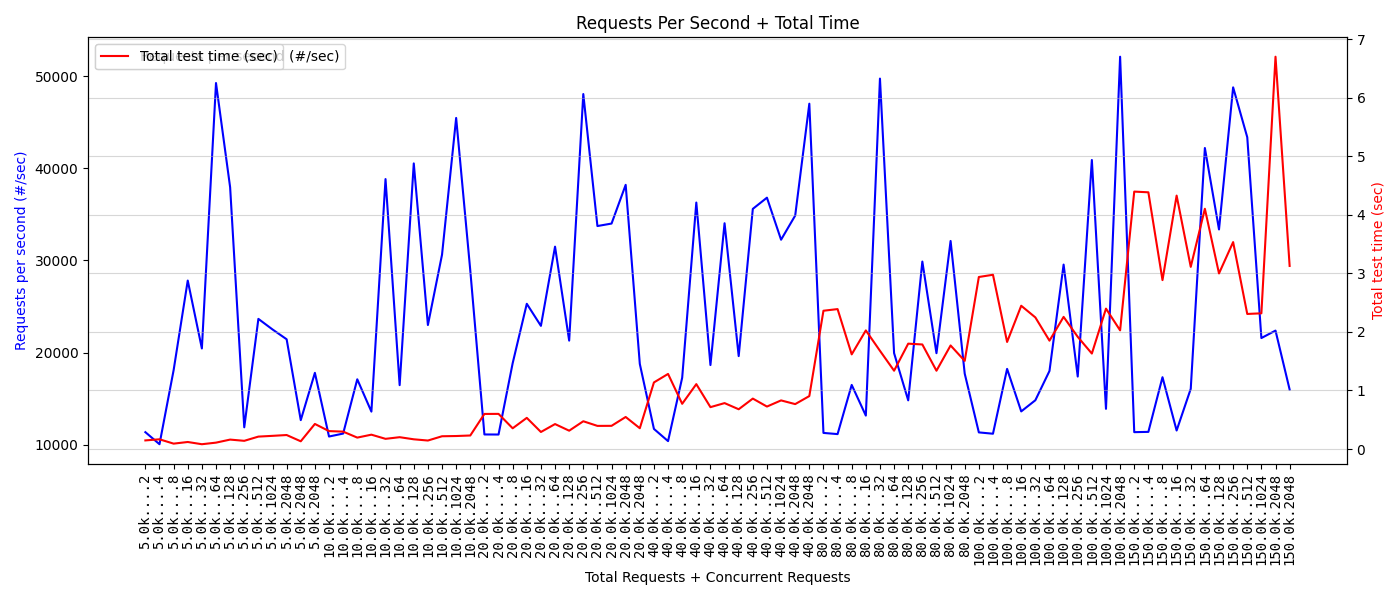 Requests Per Second + Total Time
Total test time (sec) (#/sec)
50000
40000
30000
20000
10000
Requests per second (#/sec)
7
6
5
4
3
2
1
0
Total test time (sec)
5.0k....2
5.0k....4
5.0k....8
5.0k...16
5.0k...32
5.0k...64
5.0k..128
5.0k..256
5.0k..512
5.0k.1024
5.0k.2048
5.0k.2048
5.0k.2048
10.0k....2
10.0k....4
10.0k....8
10.0k...16
10.0k...32
10.0k...64
10.0k..128
10.0k..256
10.0k..512
10.0k.1024
10.0k.2048
20.0k....2
20.0k....4
20.0k....8
20.0k...16
20.0k...32
20.0k...64
20.0k..128
20.0k..256
20.0k..512
20.0k.1024
20.0k.2048
20.0k.2048
40.0k....2
40.0k....4
40.0k....8
40.0k...16
40.0k...32
40.0k...64
40.0k..128
40.0k..256
40.0k..512
40.0k.1024
40.0k.2048
40.0k.2048
80.0k....2
80.0k....4
80.0k....8
80.0k...16
80.0k...32
80.0k...64
80.0k..128
80.0k..256
80.0k..512
80.0k.1024
80.0k.2048
100.0k....2
100.0k....4
100.0k....8
100.0k...16
100.0k...32
100.0k...64
100.0k..128
100.0k..256
100.0k..512
100.0k.1024
100.0k.2048
150.0k....2
150.0k....4
150.0k....8
150.0k...16
150.0k...32
150.0k...64
150.0k..128
150.0k..256
150.0k..512
150.0k.1024
150.0k.2048
150.0k.2048
Total Requests + Concurrent Requests